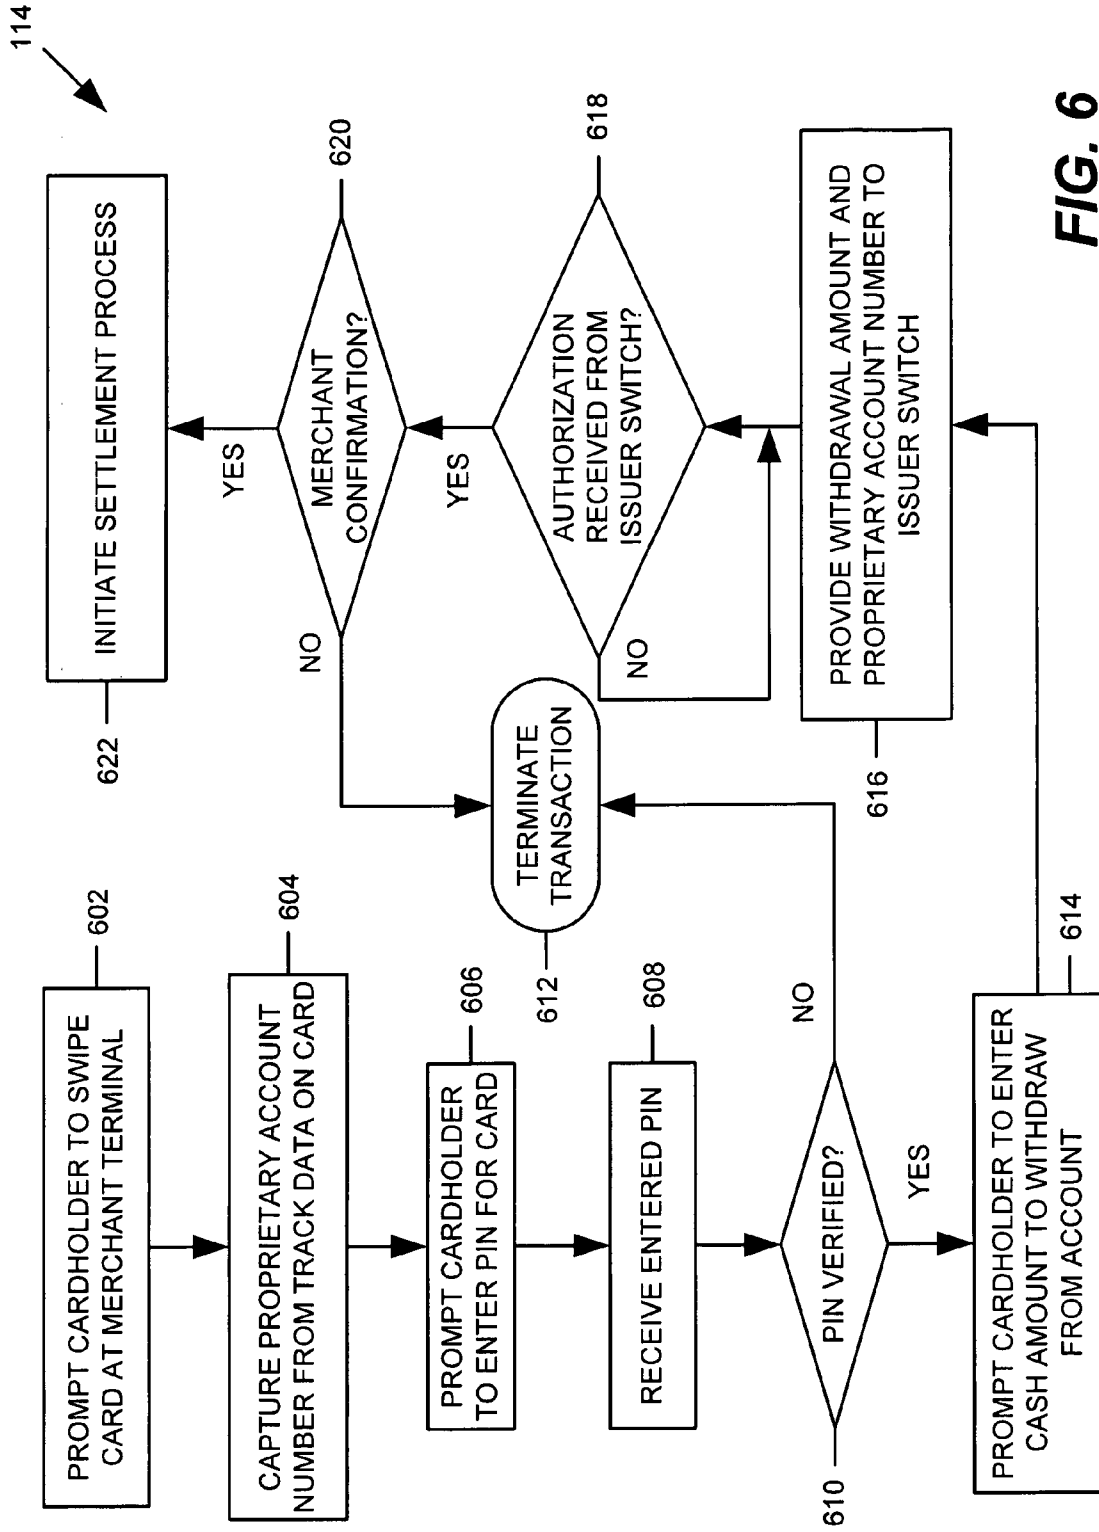 114
602
PROMPT CARDHOLDER TO SWIPE
CARD AT MERCHANT TERMINAL
604
CAPTURE PROPRIETARY ACCOUNT
NUMBER FROM TRACK DATA ON CARD
606
PROMPT CARDHOLDER
TO ENTER PIN FOR CARD
608
RECEIVE ENTERED PIN
610
PIN VERIFIED?
NO
YES
612
TERMINATE
TRANSACTION
614
PROMPT CARDHOLDER TO ENTER
CASH AMOUNT TO WITHDRAW
FROM ACCOUNT
616
PROVIDE WITHDRAWAL AMOUNT AND
PROPRIETARY ACCOUNT NUMBER TO
ISSUER SWITCH
618
AUTHORIZATION
RECEIVED FROM
ISSUER SWITCH?
NO
YES
620
MERCHANT
CONFIRMATION?
NO
YES
622
INITIATE SETTLEMENT PROCESS
FIG. 6